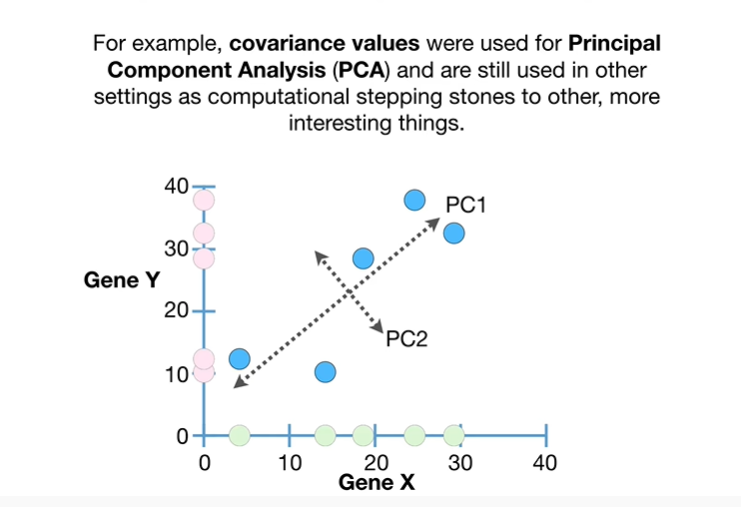 For example, covariance values were used for Principal
Component Analysis (PCA) and are still used in other
settings as computational stepping stones to other, more
interesting things.
40
PC1
30
Gene Y
20
PC2
10
0
0 10 20 30 40
Gene X